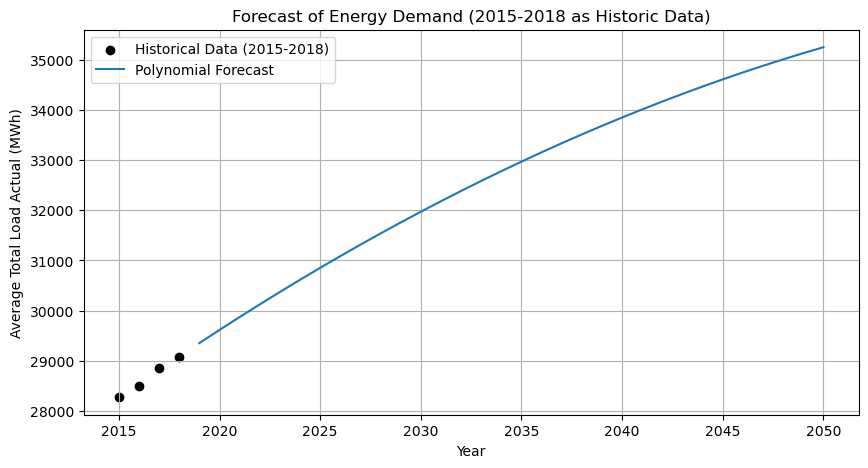 Forecast of Energy Demand (2015-2018 as Historic Data)
Historical Data (2015-2018)
Polynomial Forecast
Average Total Load Actual (MWh)
35000
34000
33000
32000
31000
30000
29000
28000
2015 2020 2025 2030 2035 2040 2045 2050
Year